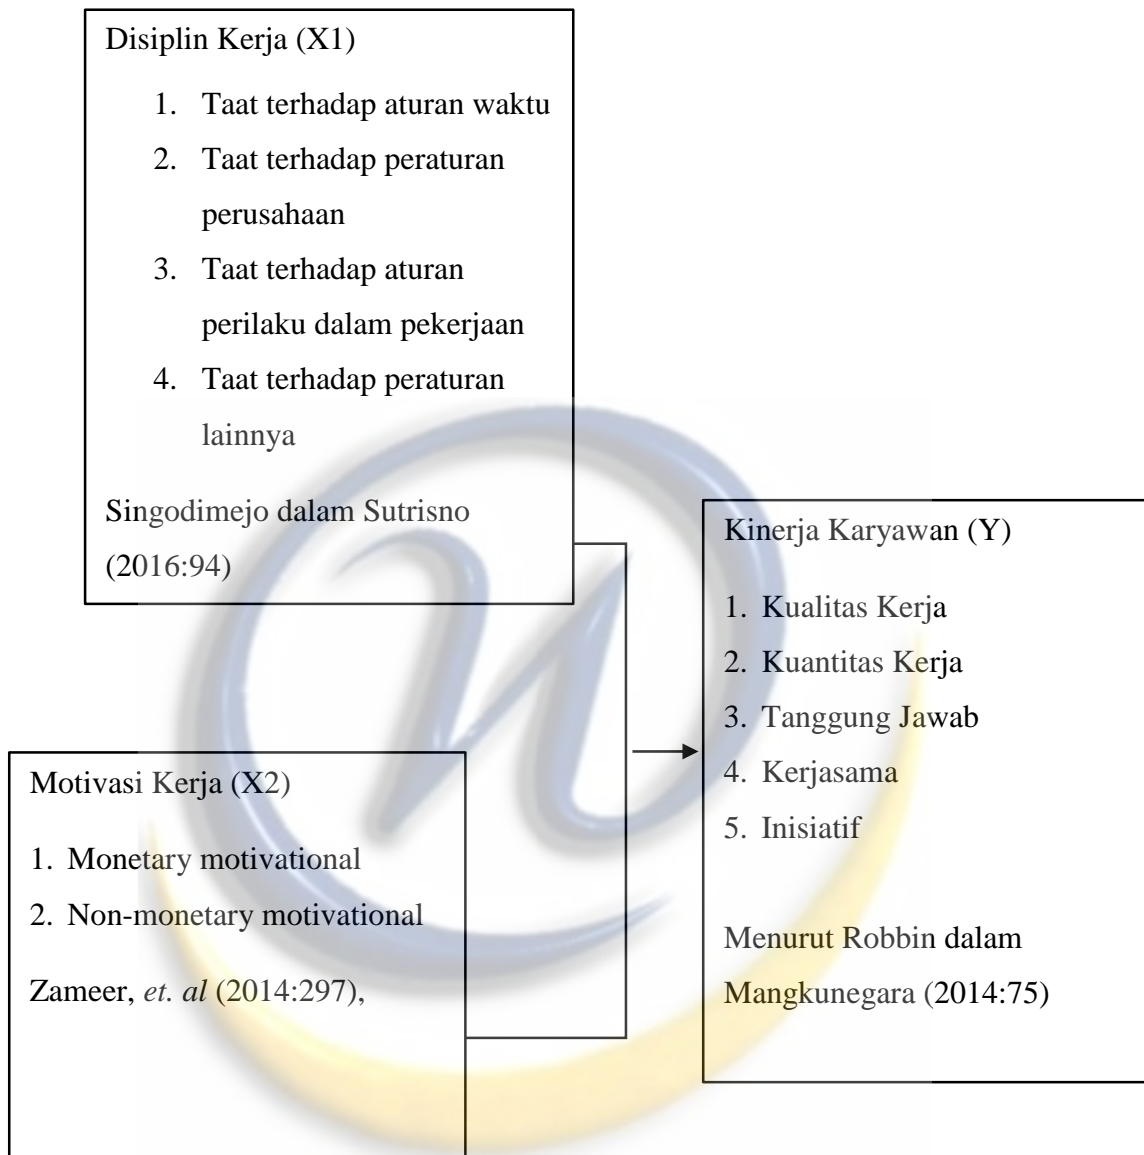 Disiplin Kerja (X1)
1. Taat terhadap aturan waktu
2. Taat terhadap peraturan
perusahaan
3. Taat terhadap aturan
perilaku dalam pekerjaan
4. Taat terhadap peraturan
lainnya
Singodimejo dalam Sutrisno
(2016:94)
Motivasi Kerja (X2)
1. Monetary motivational
2. Non-monetary motivational
Zameer, et. al (2014:297),
Kinerja Karyawan (Y)
1. Kualitas Kerja
2. Kuantitas Kerja
3. Tanggung Jawab
4. Kerjasama
5. Inisiatif
Menurut Robbin dalam
Mangkunegara (2014:75)